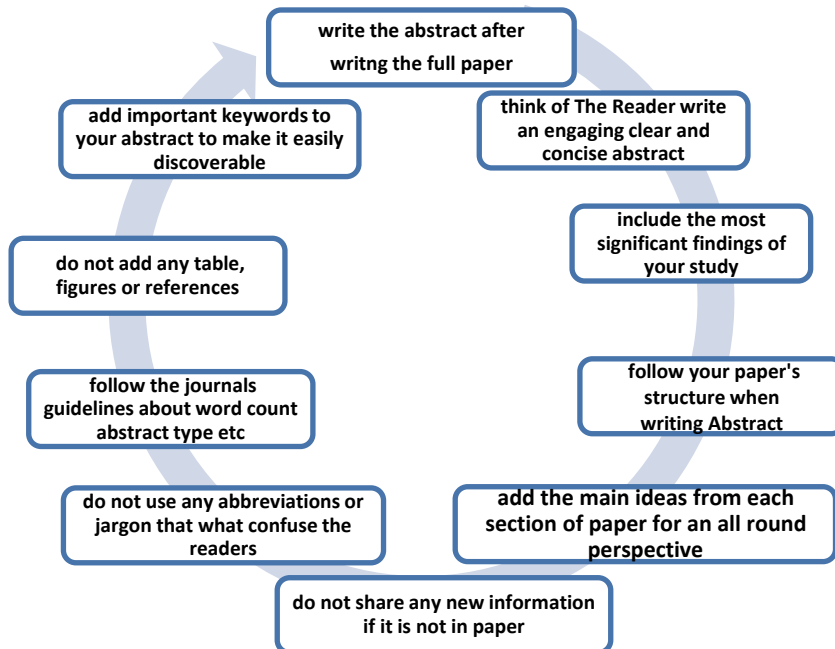 write the abstract after
writng the full paper
think of The Reader write
an engaging clear and
concise abstract
include the most
significant findings of
your study
follow your paper's
structure when
writing Abstract
add the main ideas from each
section of paper for an all round
perspective
do not share any new information
if it is not in paper
do not use any abbreviations or
jargon that what confuse the
readers
follow the journals
guidelines about word count
abstract type etc
do not add any table,
figures or references
add important keywords to
your abstract to make it easily
discoverable